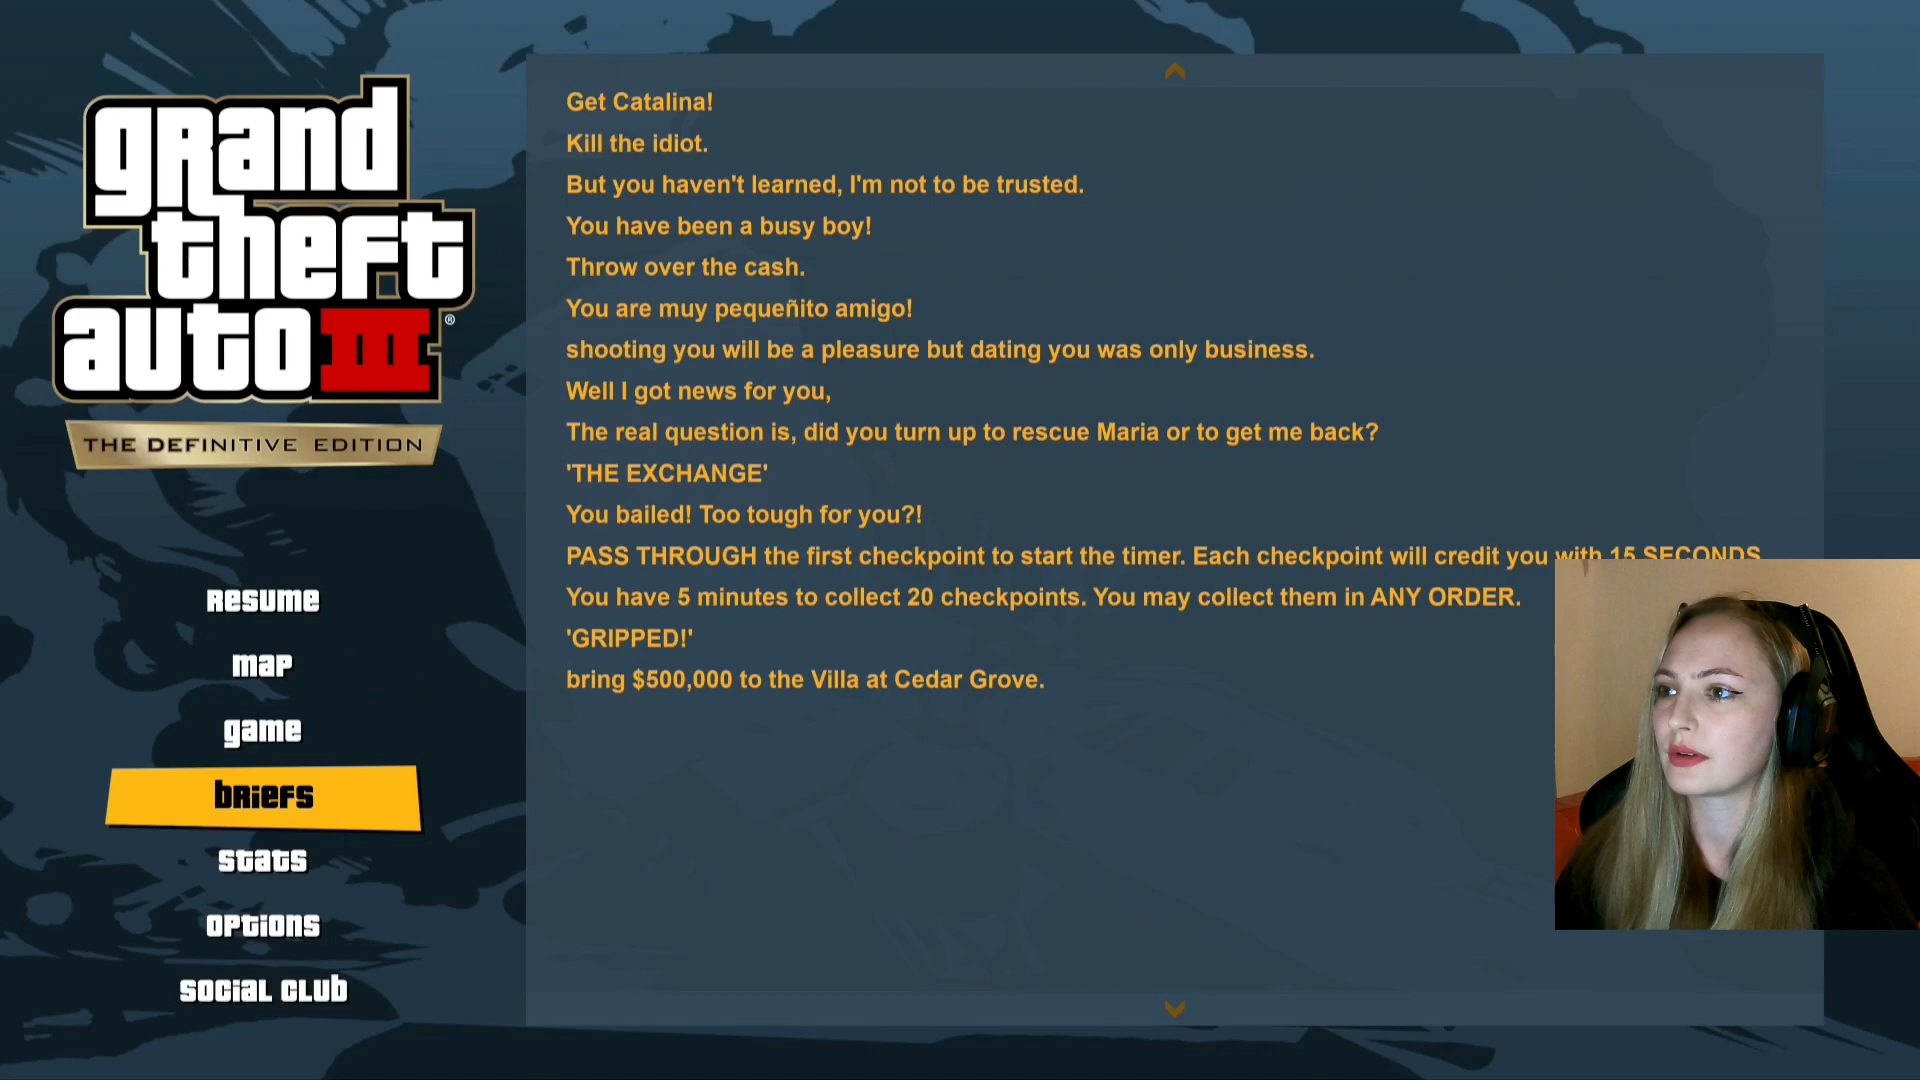 grand
theft
auto III®
THE DEFINITIVE EDITION
resume
map
game
briefs
stats
options
social club
Get Catalina!
Kill the idiot.
But you haven't learned, I'm not to be trusted.
You have been a busy boy!
Throw over the cash.
You are muy pequeñito amigo!
shooting you will be a pleasure but dating you was only business.
Well I got news for you,
The real question is, did you turn up to rescue Maria or to get me back?
'THE EXCHANGE'
You bailed! Too tough for you?!
PASS THROUGH the first checkpoint to start the timer. Each checkpoint will credit you with 15 SECONDS
You have 5 minutes to collect 20 checkpoints. You may collect them in ANY ORDER.
'GRIPPED!'
bring $500,000 to the Villa at Cedar Grove.